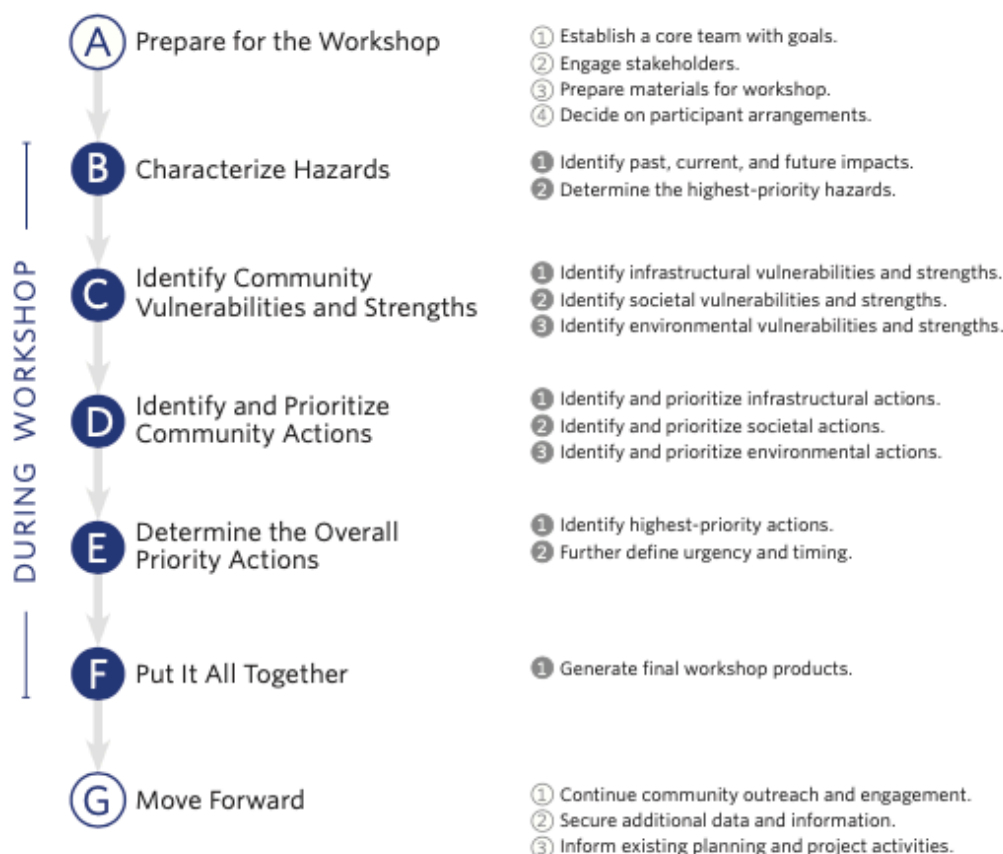 A Prepare for the Workshop
1 Establish a core team with goals.
2 Engage stakeholders.
3 Prepare materials for workshop.
4 Decide on participant arrangements.
DURING WORKSHOP
B Characterize Hazards
1 Identify past, current, and future impacts.
2 Determine the highest-priority hazards.
C Identify Community
Vulnerabilities and Strengths
1 Identify infrastructural vulnerabilities and strengths.
2 Identify societal vulnerabilities and strengths.
3 Identify environmental vulnerabilities and strengths.
D Identify and Prioritize
Community Actions
1 Identify and prioritize infrastructural actions.
2 Identify and prioritize societal actions.
3 Identify and prioritize environmental actions.
E Determine the Overall
Priority Actions
1 Identify highest-priority actions.
2 Further define urgency and timing.
F Put It All Together
1 Generate final workshop products.
G Move Forward
1 Continue community outreach and engagement.
2 Secure additional data and information.
3 Inform existing planning and project activities.